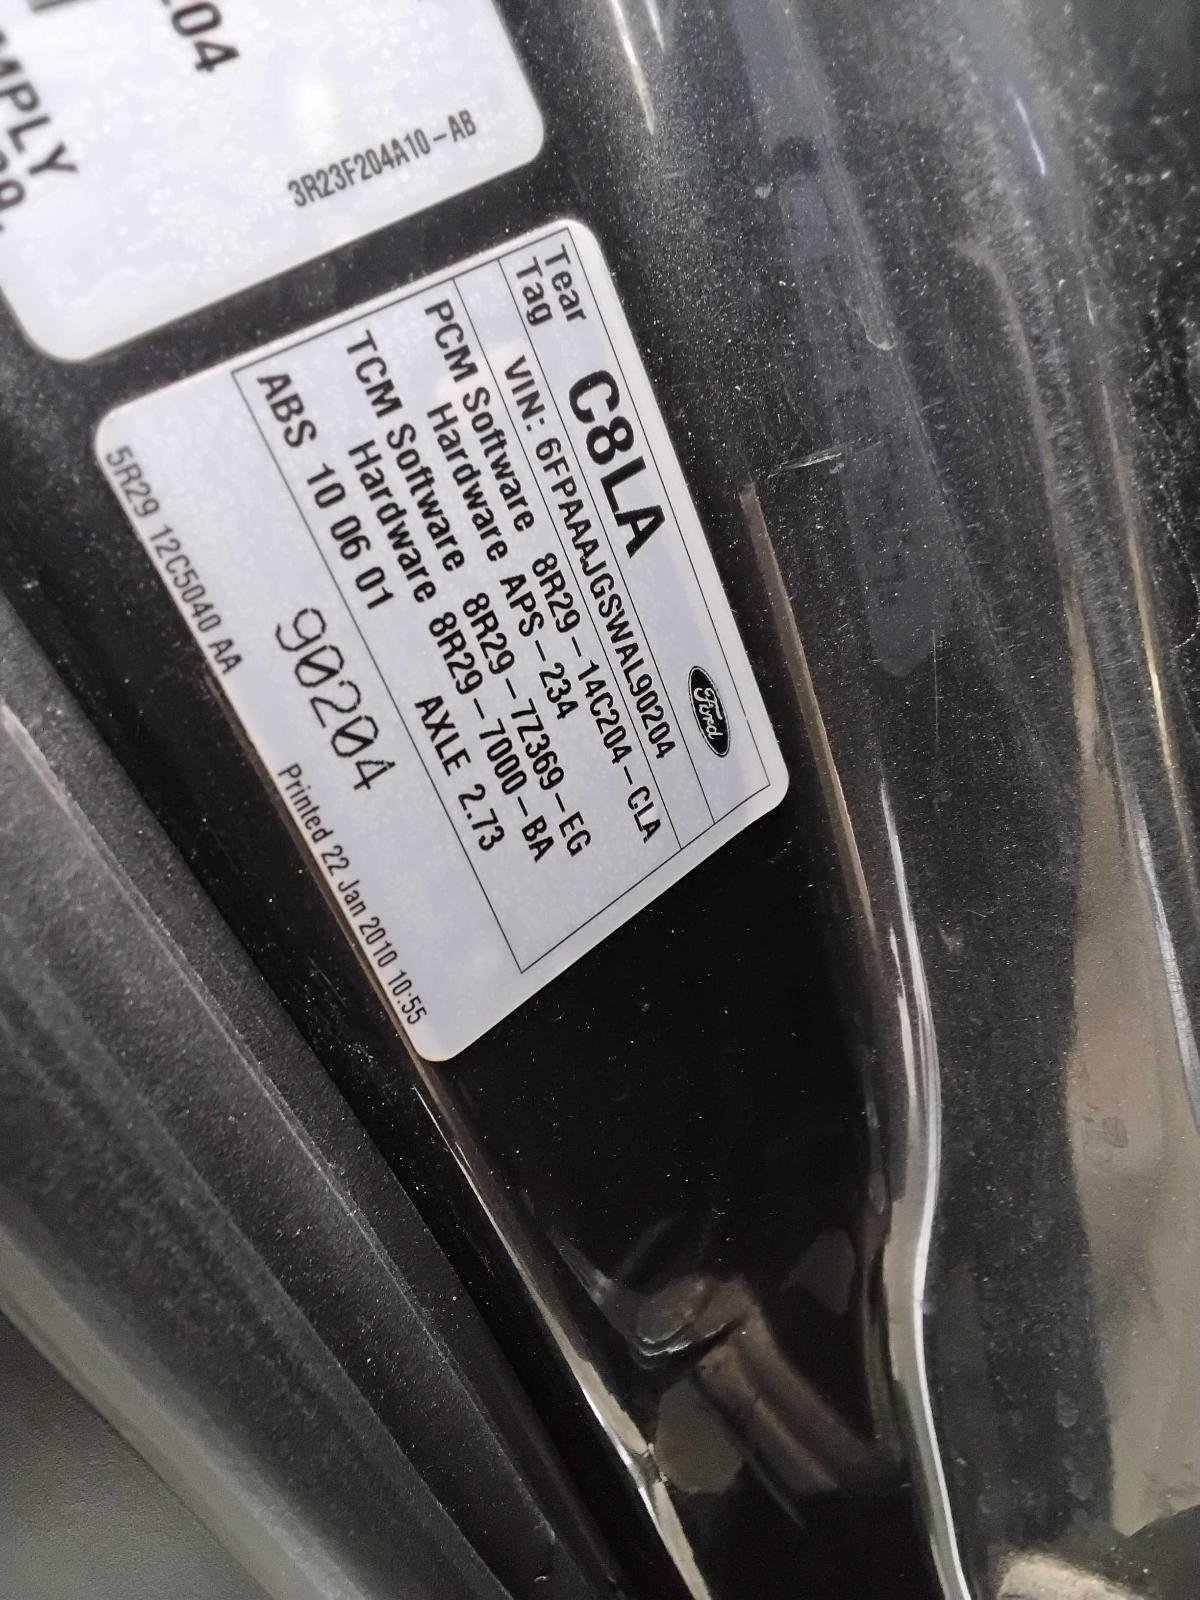 204
MPLY
3R23F204A10-AB
Tear Tag C8LA Ford
VIN: 6FPAAAJGSWAL90204
PCM Software 8R29-14C204-CLA
Hardware APS-234
TCM Software 8R29-7Z369-EG
Hardware 8R29-7000-BA
ABS 10 06 01 AXLE 2.73
90204
5R29 12C5040 AA Printed 22 Jan 2010 10:55